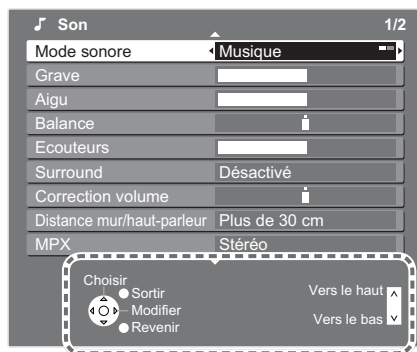 Son 1/2
Mode sonore Musique
Grave
Aigu
Balance
Ecouteurs
Surround Désactivé
Correction volume
Distance mur/haut-parleur Plus de 30 cm
MPX Stéréo
Choisir
Sortir
Modifier
Revenir
Vers le haut
Vers le bas